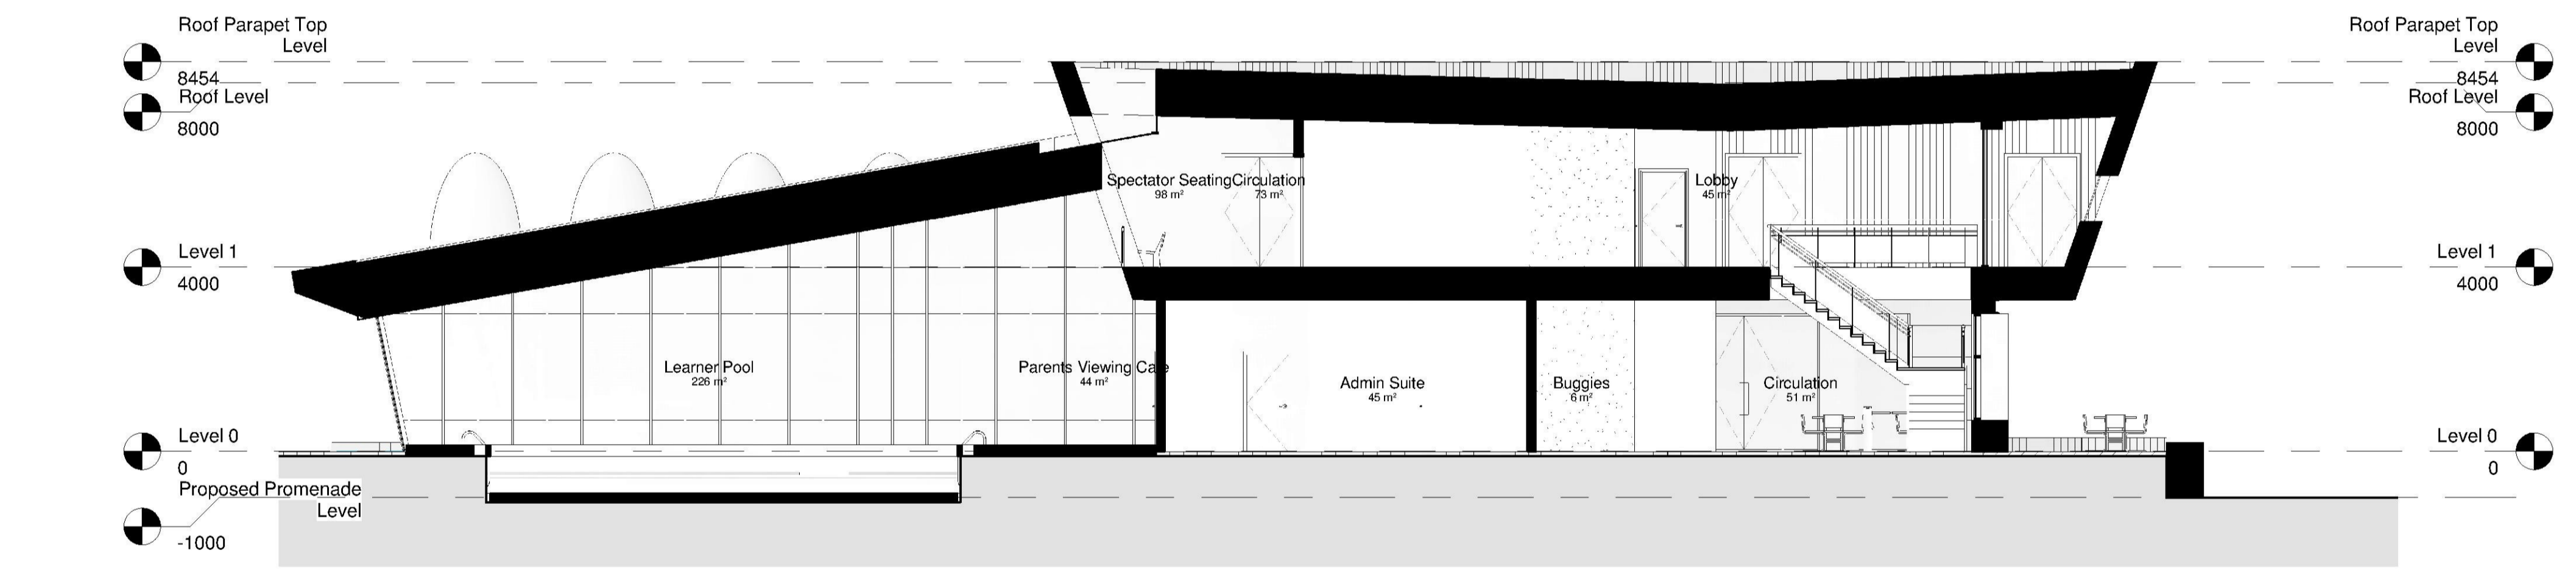 Roof Parapet Top
Level
8454
Roof Level
8000
Level 1
4000
Level 0
0
Proposed Promenade
Level
-1000
Spectator Seating
98 m²
Circulation
73 m²
Lobby
45 m²
Learner Pool
226 m²
Parents Viewing Cafe
44 m²
Admin Suite
45 m²
Buggies
6 m²
Circulation
51 m²
Roof Parapet Top
Level
8454
Roof Level
8000
Level 1
4000
Level 0
0